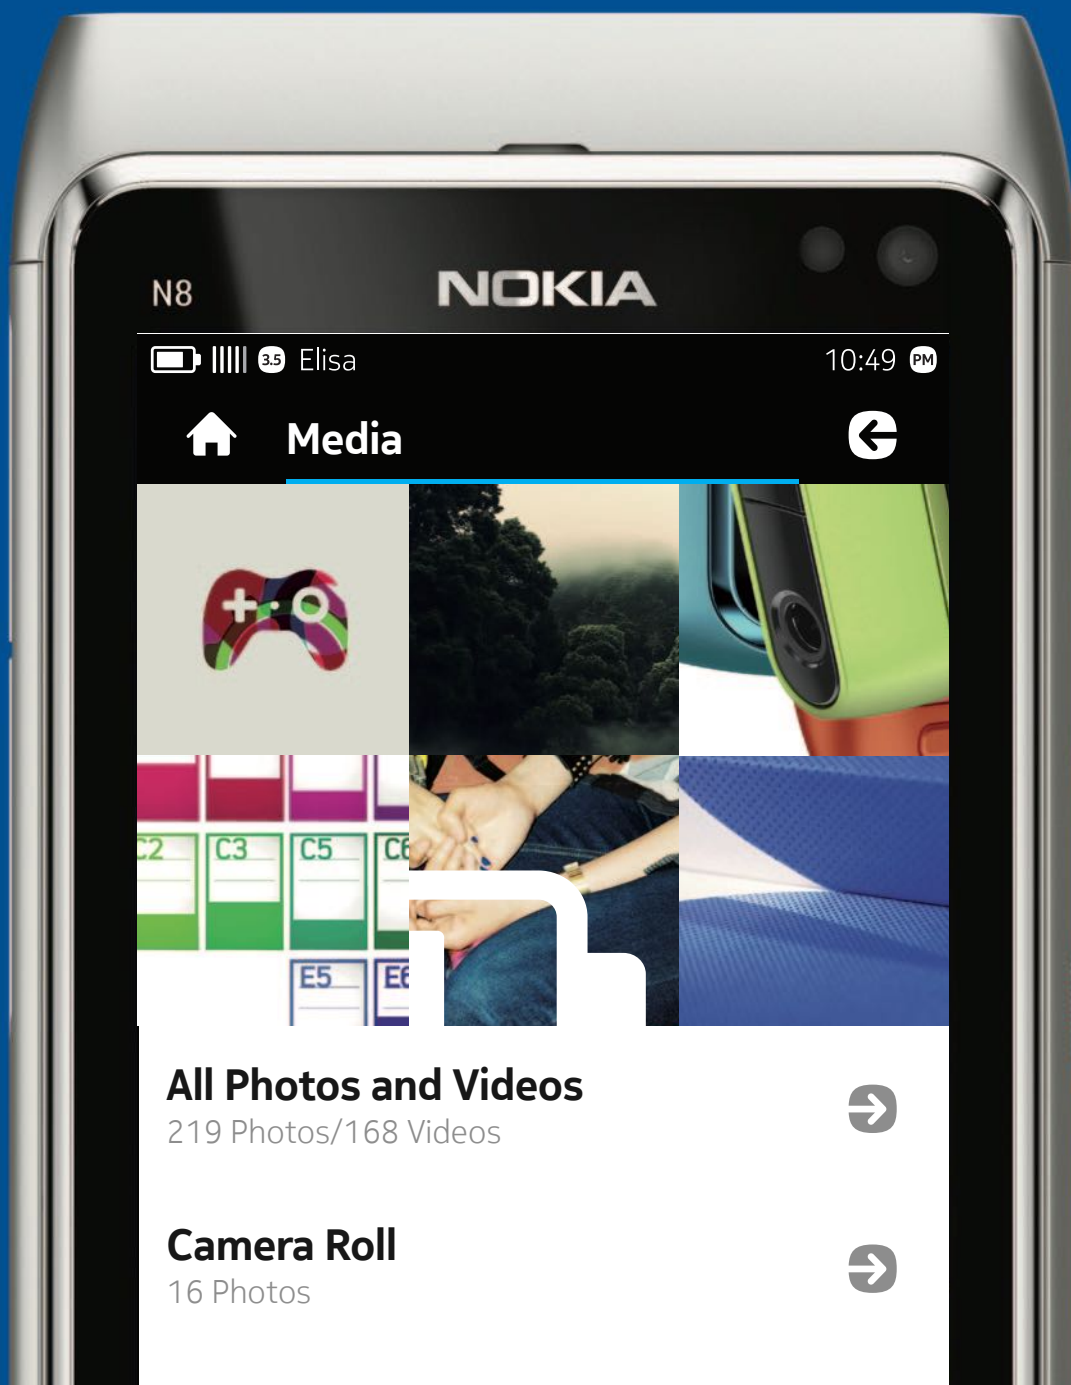 N8
NOKIA
3.5 Elisa
10:49 PM
Media
C2 C3 C5 C6
E5 E6
All Photos and Videos
219 Photos/168 Videos
Camera Roll
16 Photos